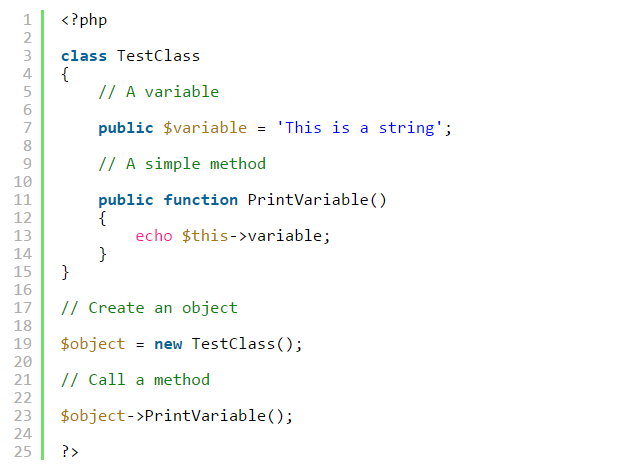 1 <?php
2
3 class TestClass
4 {
5 // A variable
6
7 public $variable = 'This is a string';
8
9 // A simple method
10
11 public function PrintVariable()
12 {
13 echo $this->variable;
14 }
15 }
16
17 // Create an object
18
19 $object = new TestClass();
20
21 // Call a method
22
23 $object->PrintVariable();
24
25 ?>